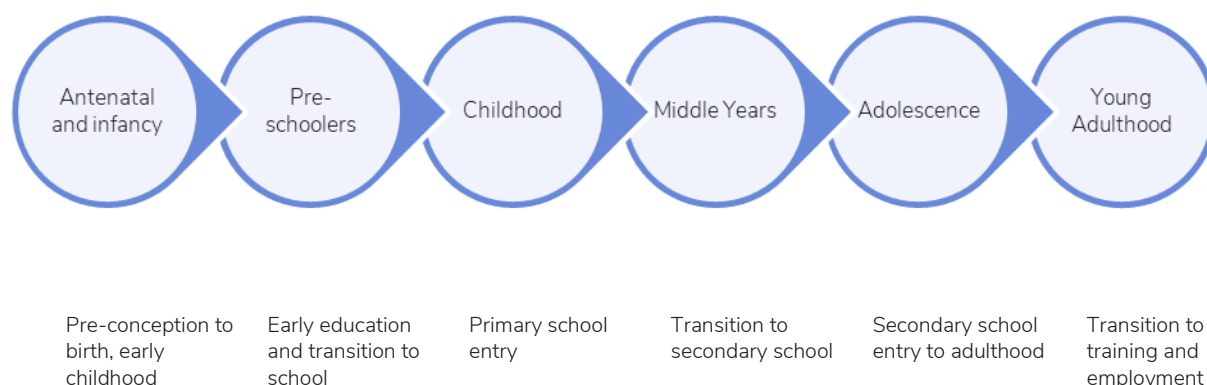 Antenatal
and infancy
Pre-
schoolers
Childhood
Middle Years
Adolescence
Young
Adulthood
Pre-conception to
birth, early
childhood
Early education
and transition to
school
Primary school
entry
Transition to
secondary school
Secondary school
entry to adulthood
Transition to
training and
employment